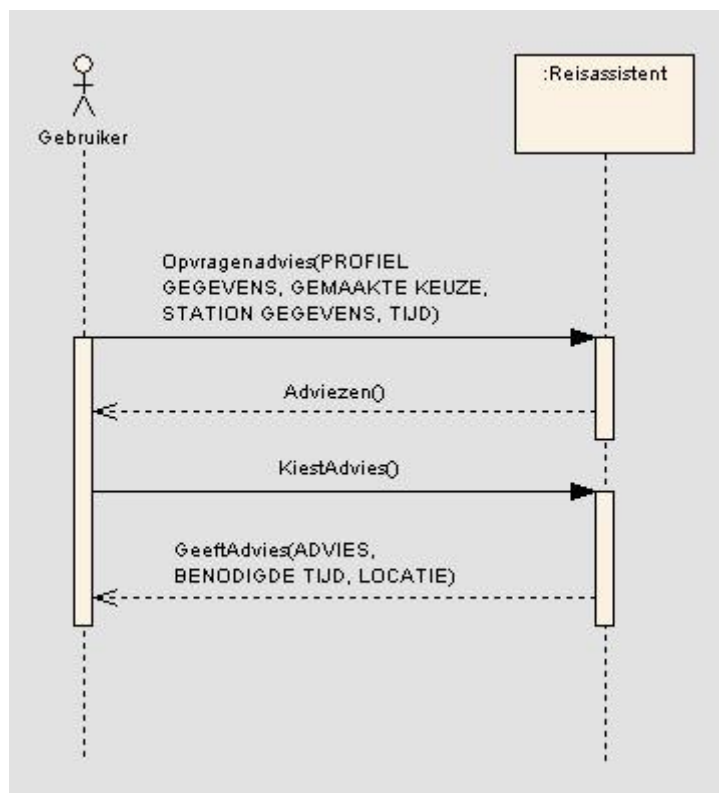 :Reisassistent
Gebruiker
Opvragenadvies(PROFIEL
GEGEVENS, GEMAAKTE KEUZE,
STATION GEGEVENS, TIJD)
Adviezen()
KiestAdvies()
GeeftAdvies(ADVIES,
BENODIGDE TIJD, LOCATIE)